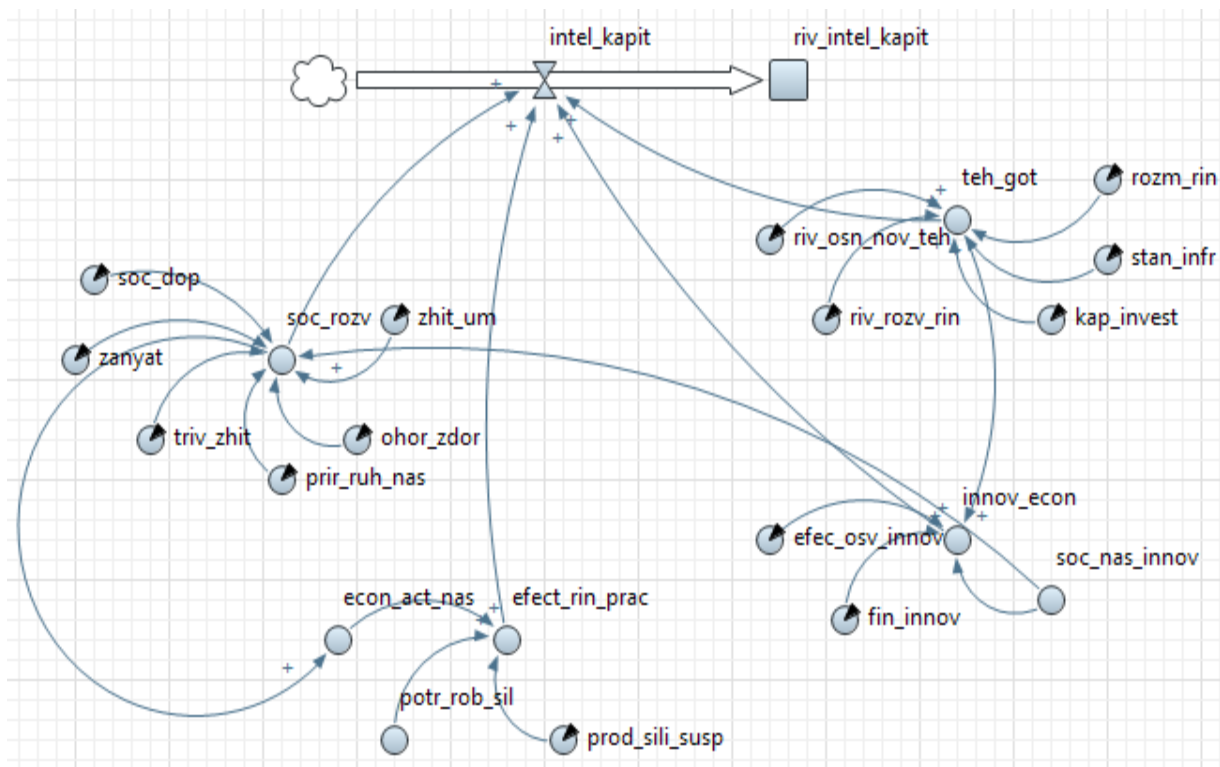 intel_kapit
riv_intel_kapit
+
+
+
+
teh_got
rozm_rin
+
riv_osn_nov_teh
stan_infr
soc_dop
soc_rozv
zhit_um
riv_rozv_rin
kap_invest
zanyat
+
triv_zhit
ohor_zdor
prir_ruh_nas
innov_econ
+
+
+
efec_osv_innov
soc_nas_innov
econ_act_nas
efect_rin_prac
+
+
fin_innov
+
potr_rob_sil
prod_sili_susp